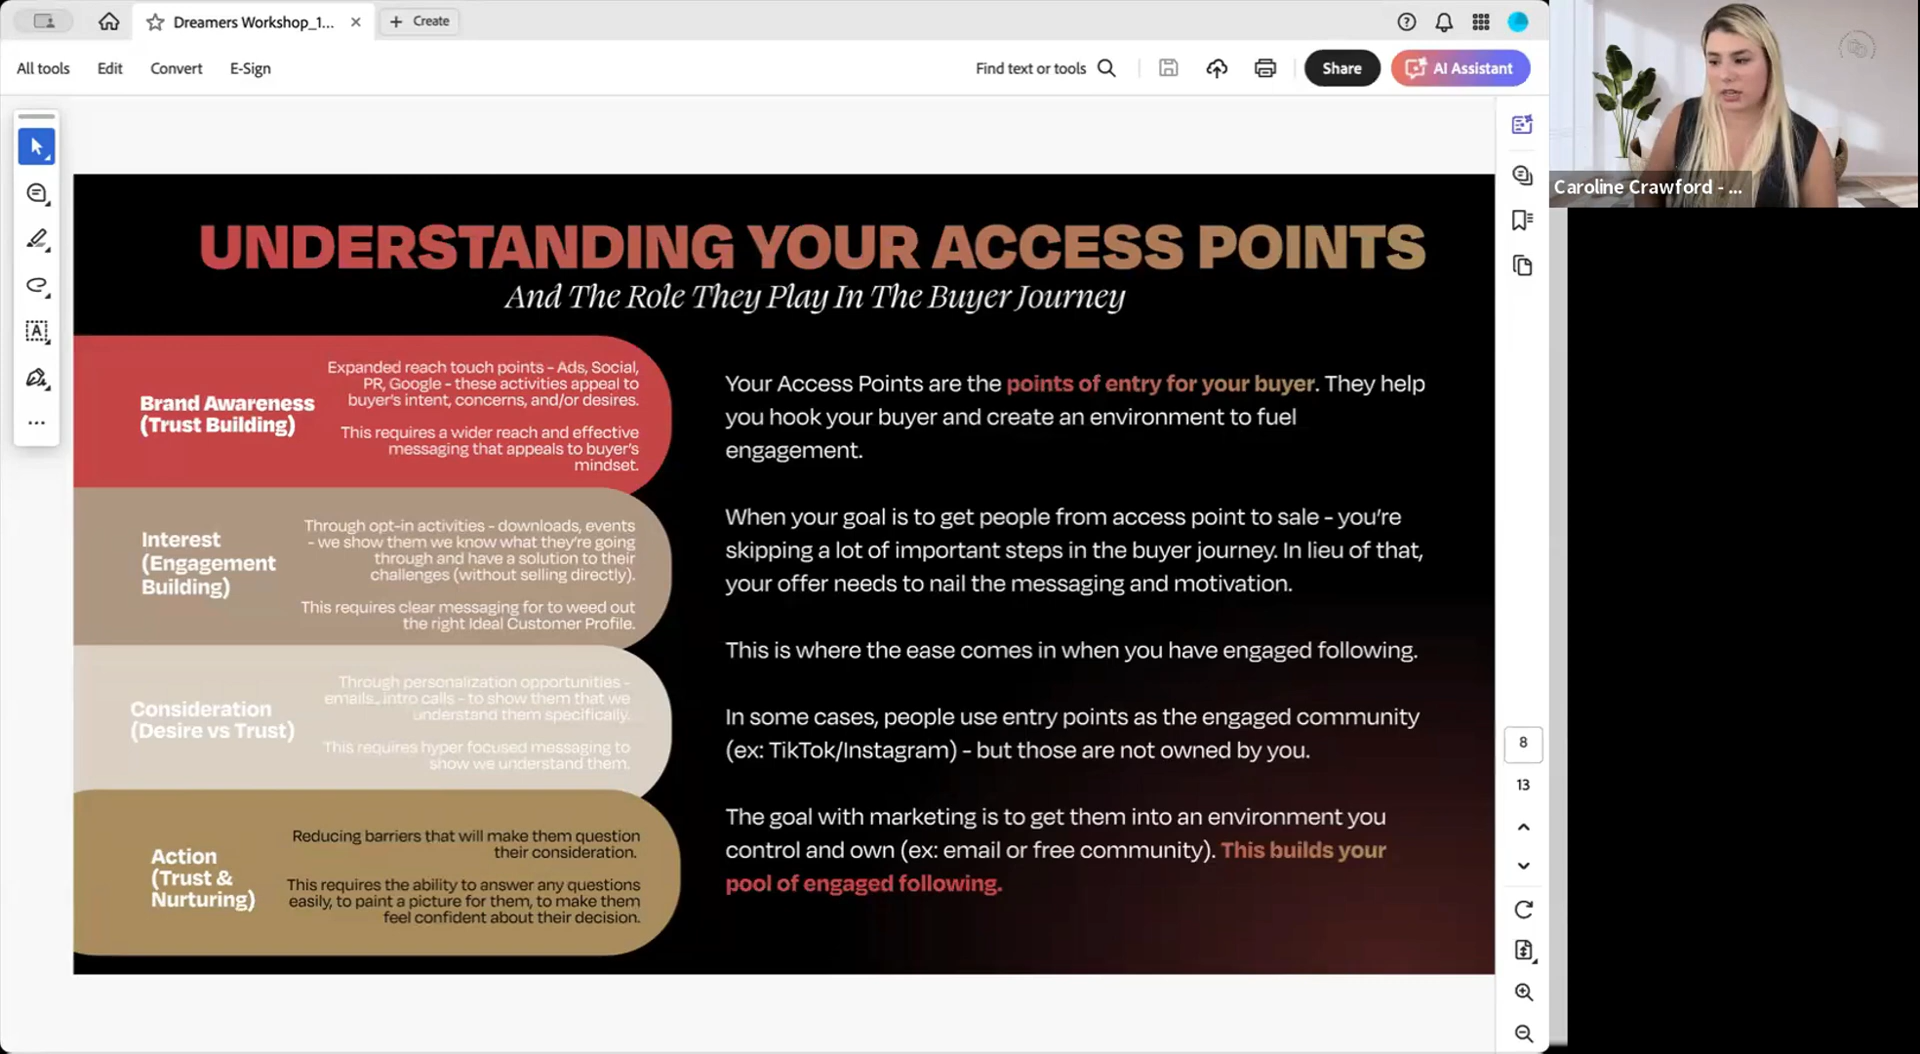 Dreamers Workshop_1...
Create
All tools
Edit
Convert
E-Sign
Find text or tools
Share
AI Assistant
Caroline Crawford - ...
UNDERSTANDING YOUR ACCESS POINTS
And The Role They Play In The Buyer Journey
Brand Awareness
(Trust Building)
Expanded reach touch points - Ads, Social,
PR, Google - these activities appeal to
buyer's intent, concerns, and/or desires.
This requires a wider reach and effective
messaging that appeals to buyer's
mindset.
Interest
(Engagement
Building)
Through opt-in activities - downloads, events
- we show them we know what they're going
through and have a solution to their
challenges (without selling directly).
This requires clear messaging for to weed out
the right Ideal Customer Profile.
Consideration
(Desire vs Trust)
Through personalization opportunities -
emails,, intro calls - to show them that we
understand them specifically.
This requires hyper focused messaging to
show we understand them.
Action
(Trust &
Nurturing)
Reducing barriers that will make them question
their consideration.
This requires the ability to answer any questions
easily, to paint a picture for them, to make them
feel confident about their decision.
Your Access Points are the points of entry for your buyer. They help
you hook your buyer and create an environment to fuel
engagement.
When your goal is to get people from access point to sale - you're
skipping a lot of important steps in the buyer journey. In lieu of that,
your offer needs to nail the messaging and motivation.
This is where the ease comes in when you have engaged following.
In some cases, people use entry points as the engaged community
(ex: TikTok/Instagram) - but those are not owned by you.
The goal with marketing is to get them into an environment you
control and own (ex: email or free community). This builds your
pool of engaged following.
8
13